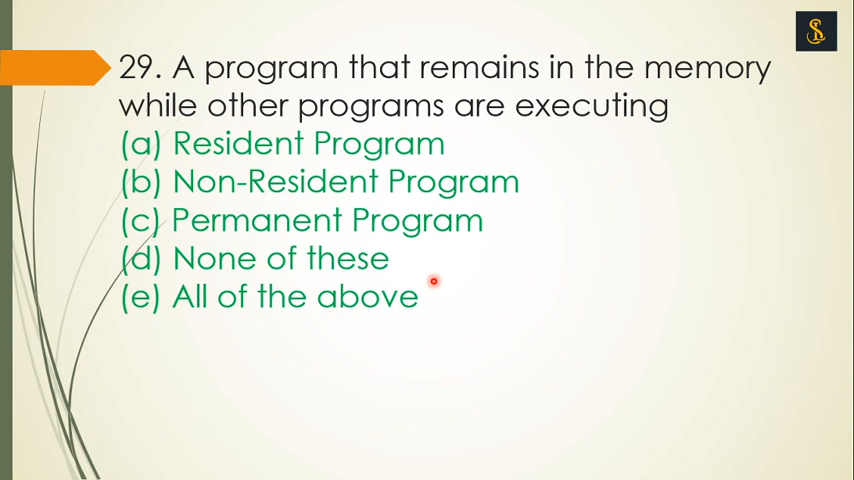 29. A program that remains in the memory
while other programs are executing
(a) Resident Program
(b) Non-Resident Program
(c) Permanent Program
(d) None of these
(e) All of the above